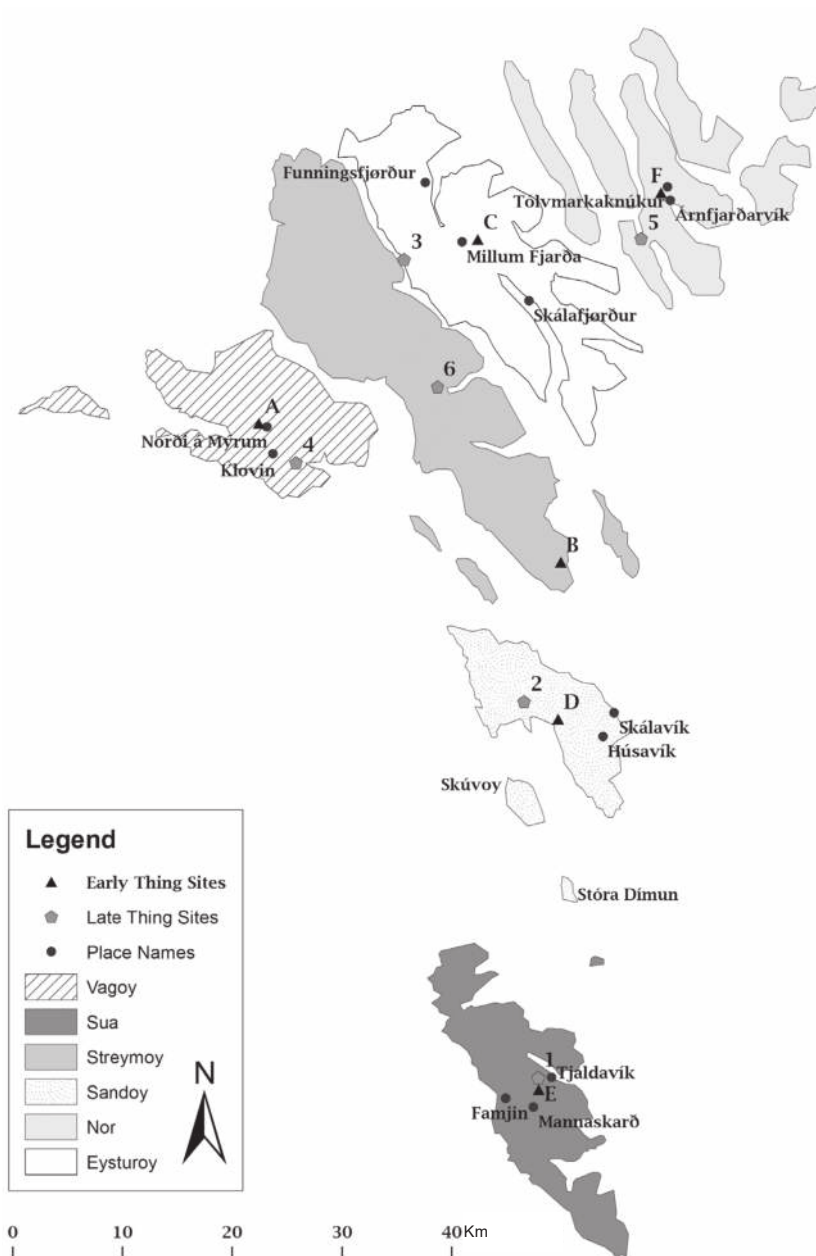 Funningsfjørður
F
Tólvmarkaknúkur
Árnfjarðarvík
C
5
3
Millum Fjarða
Skálafjørður
6
A
Norði á Mýrum
4
Klovin
B
2
D
Skálavík
Húsavík
Skúvoy
Legend
Early Thing Sites
Late Thing Sites
Place Names
Vagoy
Sua
Streymoy
Sandoy
Nor
Eysturoy
N
Stóra Dímun
1
Tjaldavík
E
Famjin
Mannaskarð
0 10 20 30 40 Km